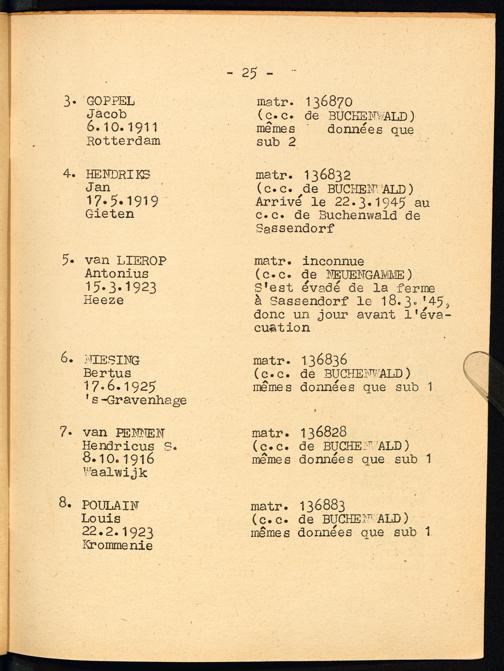 - 25 -
3. GOPPEL matr. 136870
Jacob (c.c. de BUCHENWALD)
6.10.1911 mêmes données que
Rotterdam sub 2
4. HENDRIKS matr. 136832
Jan (c.c. de BUCHENWALD)
17.5.1919 Arrivé le 22.3.1945 au
Gieten c.c. de Buchenwald de
Sassendorf
5. van LIEROP matr. inconnue
Antonius (c.c. de NEUENGAMME)
15.3.1923 S'est évadé de la ferme
Heeze à Sassendorf le 18.3.'45,
donc un jour avant l'éva-
cuation
6. NIESING matr. 136836
Bertus (c.c. de BUCHENWALD)
17.6.1925 mêmes données que sub 1
's-Gravenhage
7. van PENNEN matr. 136828
Hendricus S. (c.c. de BUCHENWALD)
8.10.1916 mêmes données que sub 1
Waalwijk
8. POULAIN matr. 136883
Louis (c.c. de BUCHENWALD)
22.2.1923 mêmes données que sub 1
Krommenie